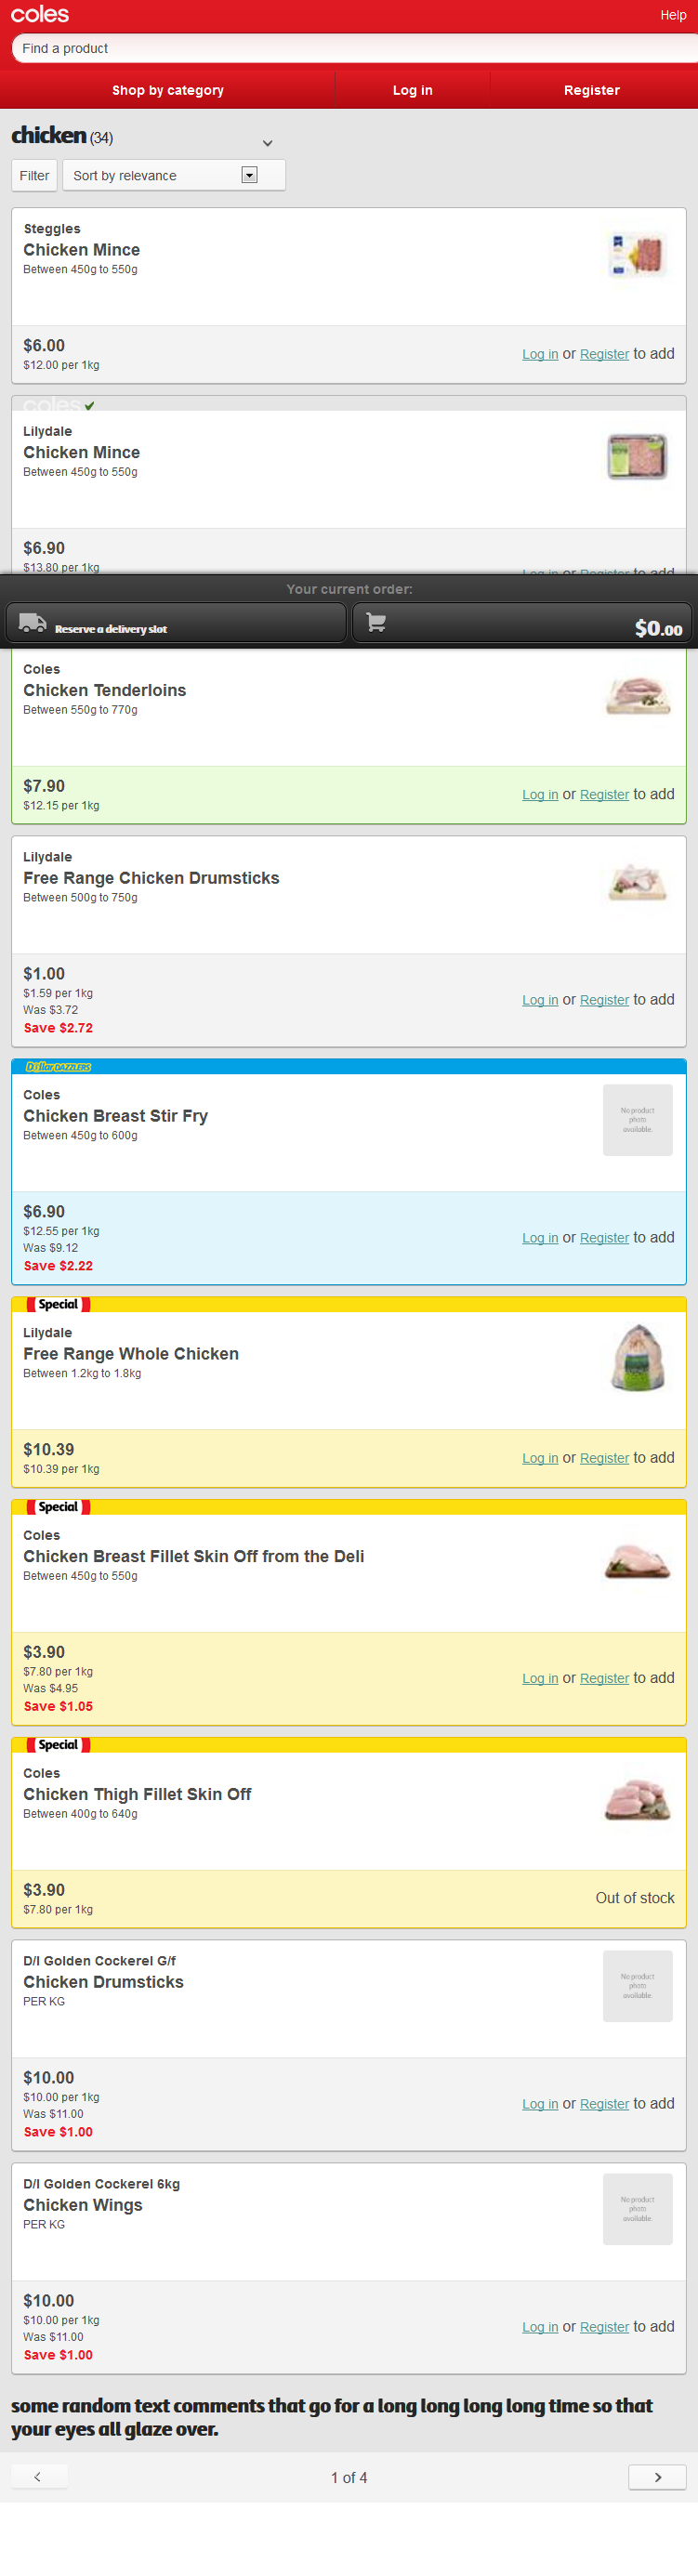 coles
Help
Find a product
Shop by category
Log in
Register
chicken (34)
Filter
Sort by relevance
Steggles
Chicken Mince
Between 450g to 550g
$6.00
$12.00 per 1kg
Log in or Register to add
coles
Lilydale
Chicken Mince
Between 450g to 550g
$6.90
$13.80 per 1kg
Log in or Register to add
Your current order:
Reserve a delivery slot
$0.00
Coles
Chicken Tenderloins
Between 550g to 770g
$7.90
$12.15 per 1kg
Log in or Register to add
Lilydale
Free Range Chicken Drumsticks
Between 500g to 750g
$1.00
$1.59 per 1kg
Was $3.72
Save $2.72
Log in or Register to add
Dollar DAZZLERS
Coles
Chicken Breast Stir Fry
Between 450g to 600g
No product
photo
available.
$6.90
$12.55 per 1kg
Was $9.12
Save $2.22
Log in or Register to add
Special
Lilydale
Free Range Whole Chicken
Between 1.2kg to 1.8kg
$10.39
$10.39 per 1kg
Log in or Register to add
Special
Coles
Chicken Breast Fillet Skin Off from the Deli
Between 450g to 550g
$3.90
$7.80 per 1kg
Was $4.95
Save $1.05
Log in or Register to add
Special
Coles
Chicken Thigh Fillet Skin Off
Between 400g to 640g
$3.90
$7.80 per 1kg
Out of stock
D/l Golden Cockerel G/f
Chicken Drumsticks
PER KG
No product
photo
available.
$10.00
$10.00 per 1kg
Was $11.00
Save $1.00
Log in or Register to add
D/l Golden Cockerel 6kg
Chicken Wings
PER KG
No product
photo
available.
$10.00
$10.00 per 1kg
Was $11.00
Save $1.00
Log in or Register to add
some random text comments that go for a long long long long time so that
your eyes all glaze over.
1 of 4